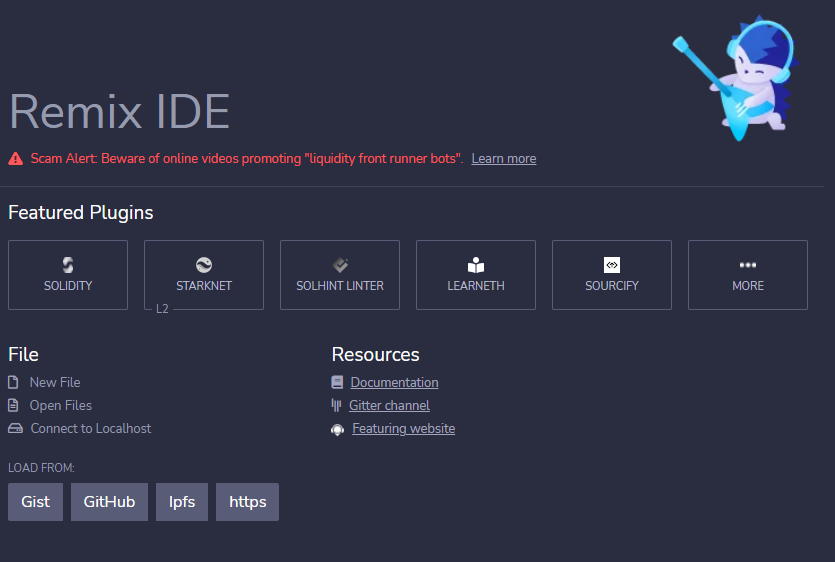 Remix IDE
Scam Alert: Beware of online videos promoting "liquidity front runner bots". Learn more
Featured Plugins
SOLIDITY STARKNET SOLHINT LINTER LEARNETH SOURCIFY MORE
L2
File Resources
New File Documentation
Open Files Gitter channel
Connect to Localhost Featuring website
LOAD FROM:
Gist GitHub Ipfs https